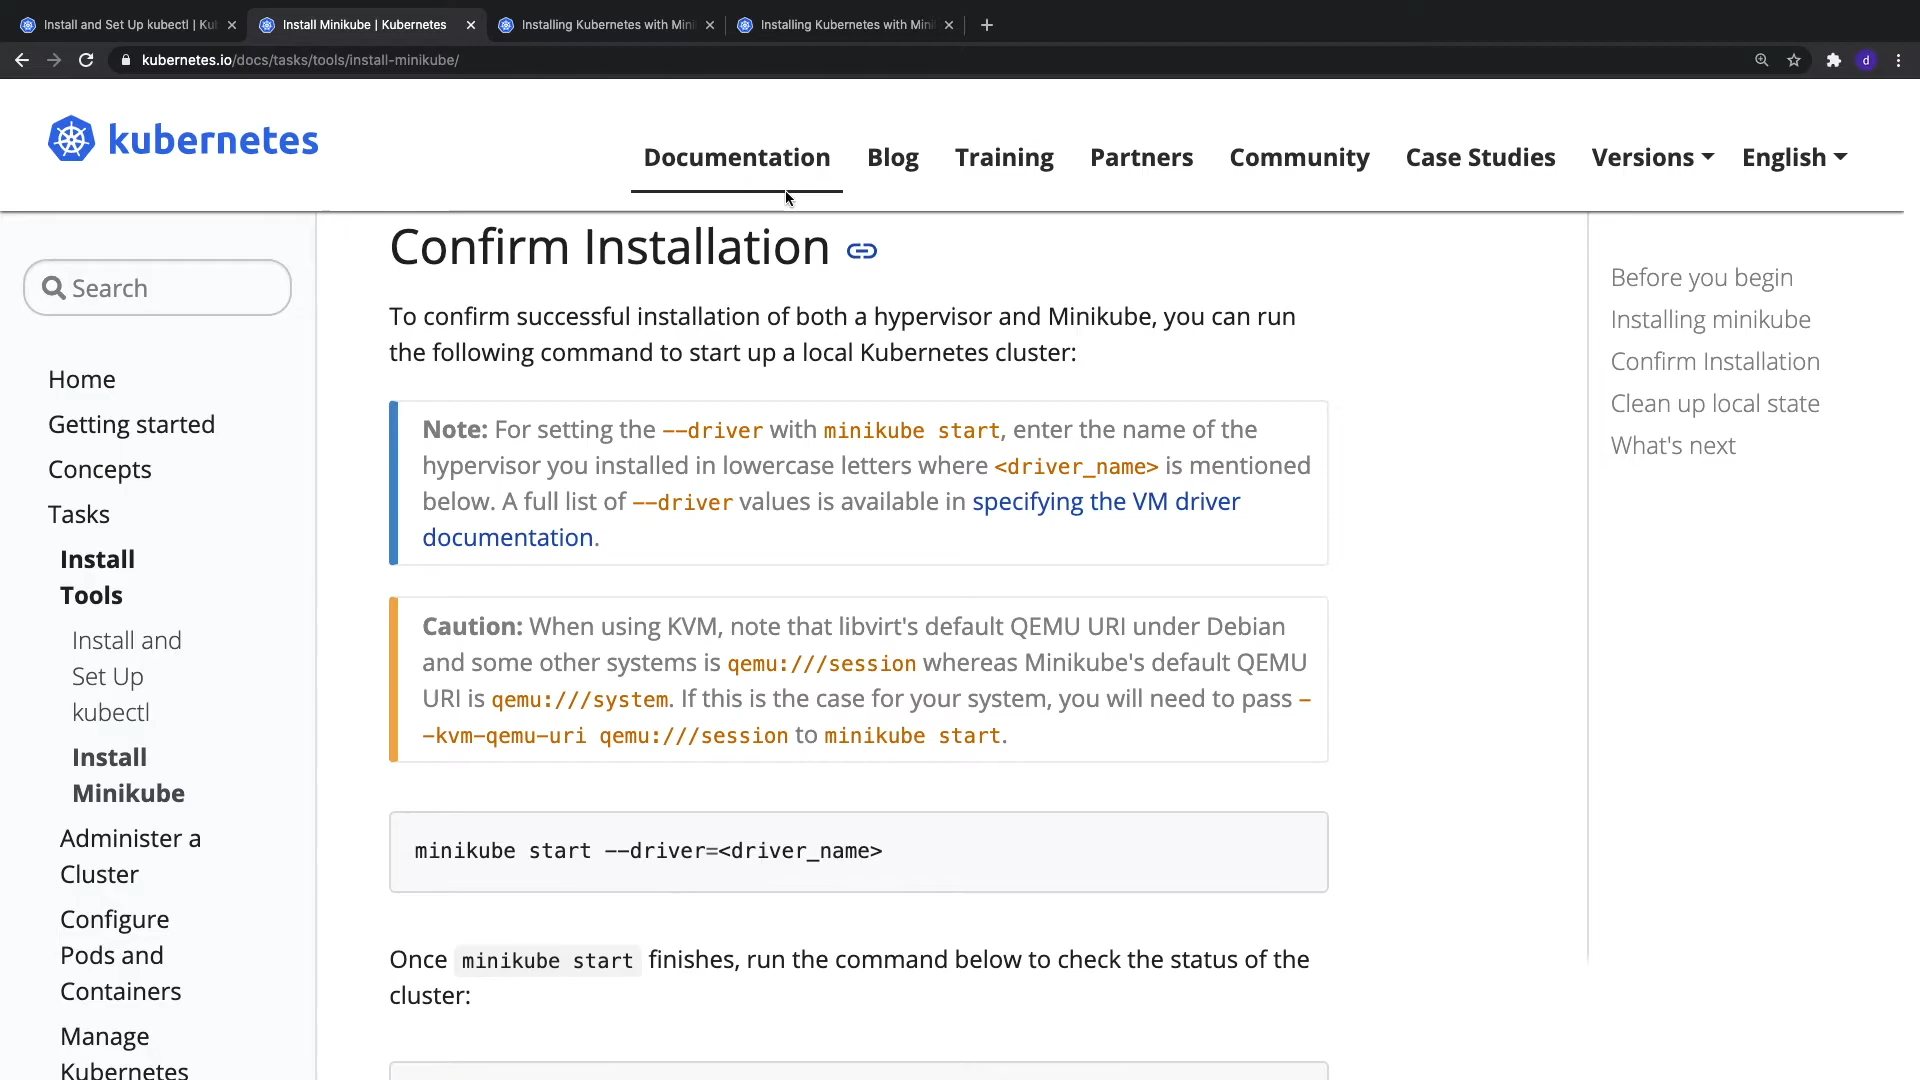 Install and Set Up kubectl | Ku
Install Minikube | Kubernetes
Installing Kubernetes with Min
Installing Kubernetes with Min
kubernetes.io/docs/tasks/tools/install-minikube/
d
kubernetes
Documentation
Blog
Training
Partners
Community
Case Studies
Versions
English
Search
Home
Getting started
Concepts
Tasks
Install
Tools
Install and
Set Up
kubectl
Install
Minikube
Administer a
Cluster
Configure
Pods and
Containers
Manage
Kubernetes
Confirm Installation
To confirm successful installation of both a hypervisor and Minikube, you can run
the following command to start up a local Kubernetes cluster:
Note: For setting the --driver with minikube start, enter the name of the
hypervisor you installed in lowercase letters where <driver_name> is mentioned
below. A full list of --driver values is available in specifying the VM driver
documentation.
Caution: When using KVM, note that libvirt's default QEMU URI under Debian
and some other systems is qemu:///session whereas Minikube's default QEMU
URI is qemu:///system. If this is the case for your system, you will need to pass -
-kvm-qemu-uri qemu:///session to minikube start.
minikube start --driver=<driver_name>
Once minikube start finishes, run the command below to check the status of the
cluster:
Before you begin
Installing minikube
Confirm Installation
Clean up local state
What's next